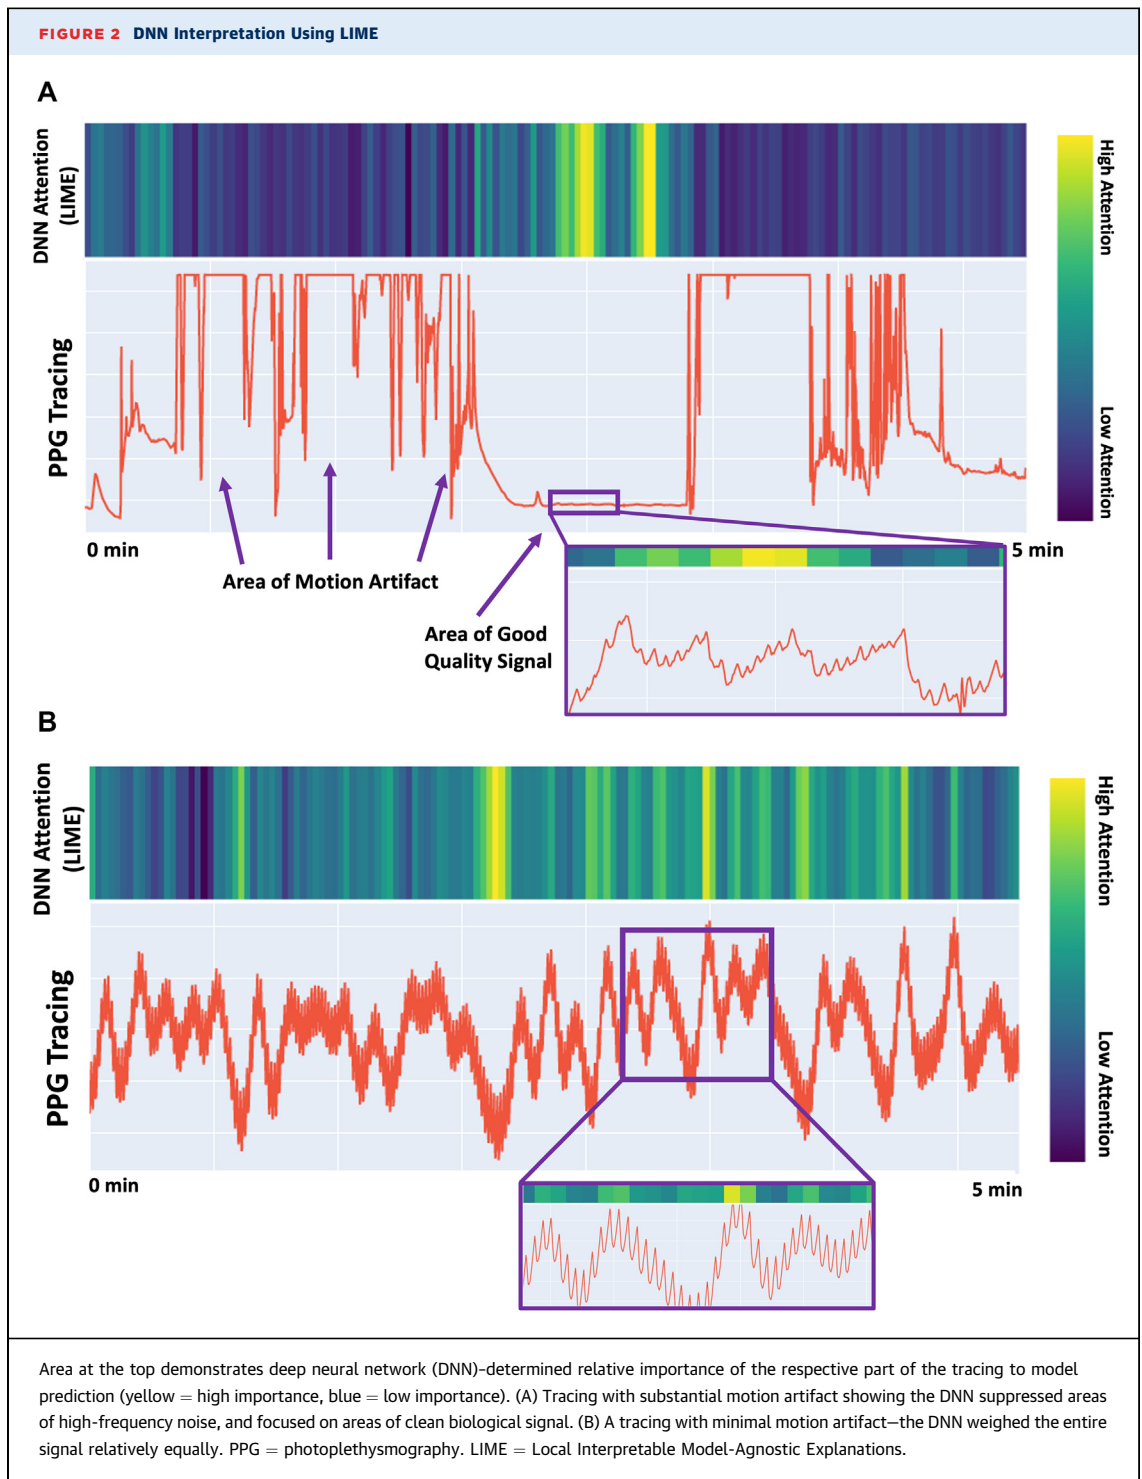 FIGURE 2 DNN Interpretation Using LIME
A
DNN Attention
(LIME)
High Attention
Low Attention
PPG Tracing
0 min
5 min
Area of Motion Artifact
Area of Good
Quality Signal
B
DNN Attention
(LIME)
High Attention
Low Attention
PPG Tracing
0 min
5 min
Area at the top demonstrates deep neural network (DNN)-determined relative importance of the respective part of the tracing to model
prediction (yellow = high importance, blue = low importance). (A) Tracing with substantial motion artifact showing the DNN suppressed areas
of high-frequency noise, and focused on areas of clean biological signal. (B) A tracing with minimal motion artifact—the DNN weighed the entire
signal relatively equally. PPG = photoplethysmography. LIME = Local Interpretable Model-Agnostic Explanations.